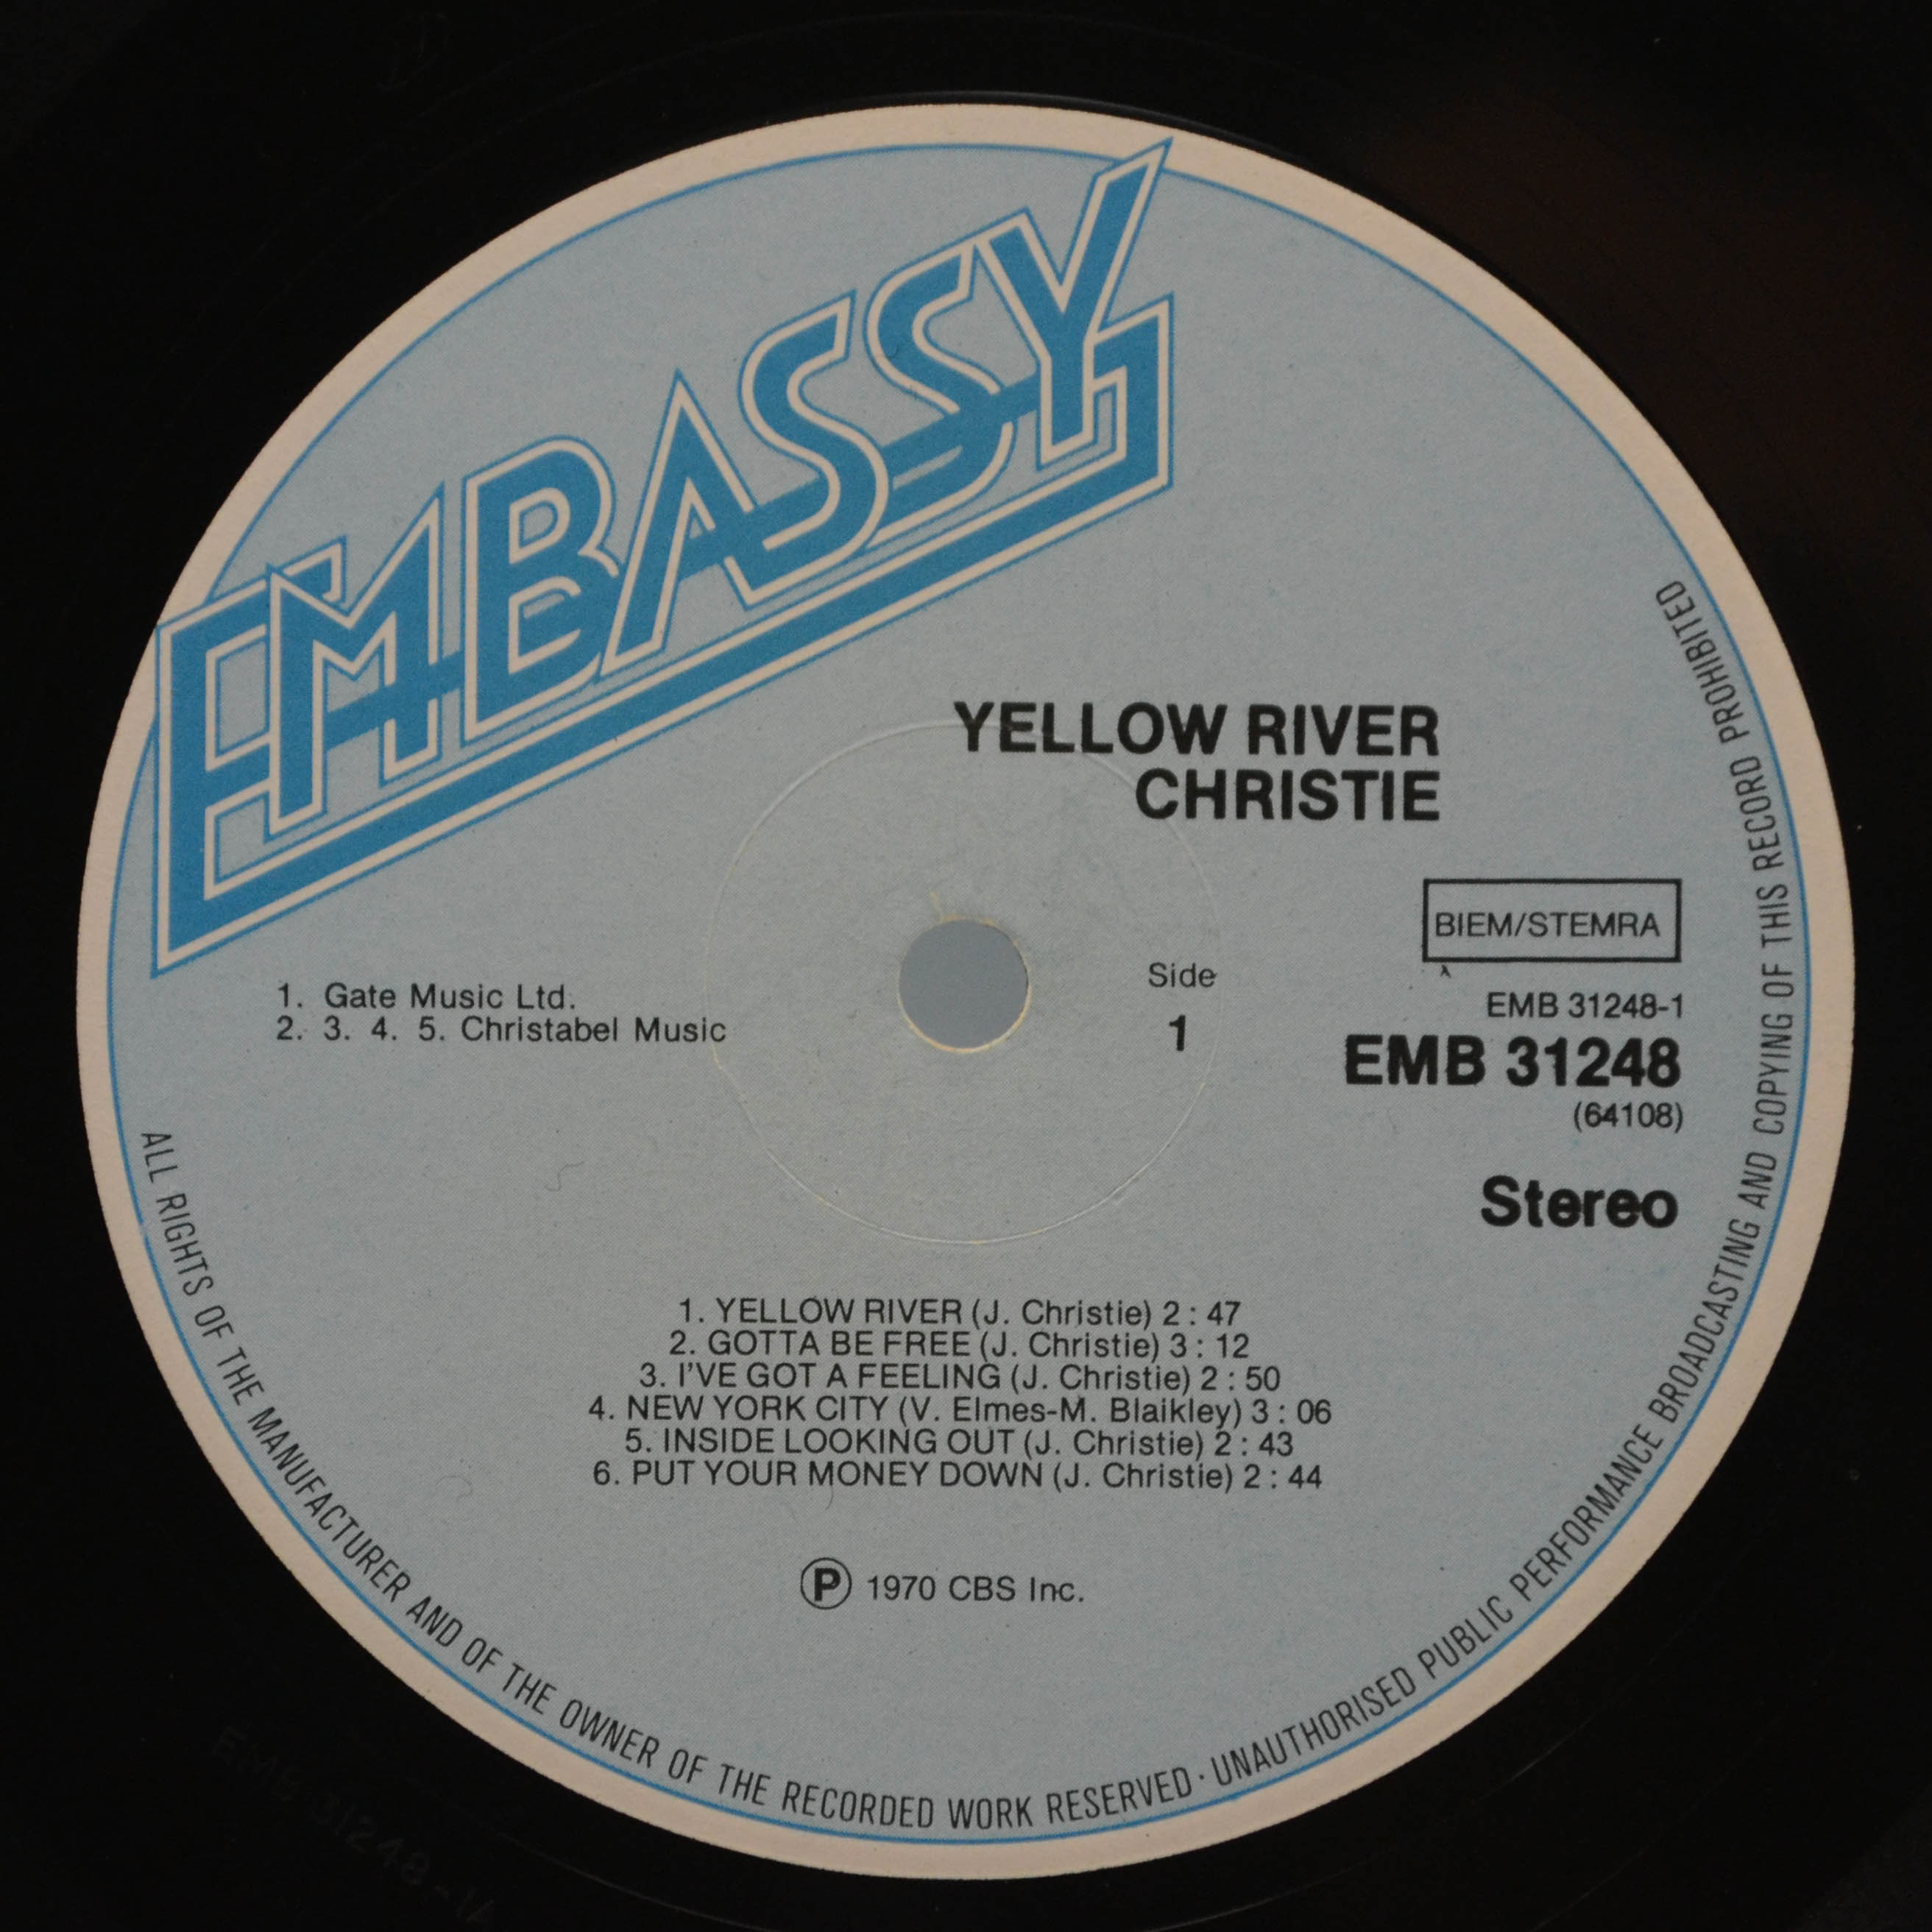 EMBASSY
YELLOW RIVER
CHRISTIE
BIEM/STEMRA
1. Gate Music Ltd.
2. 3. 4. 5. Christabel Music
Side
1
EMB 31248-1
EMB 31248
(64108)
Stereo
1. YELLOW RIVER (J. Christie) 2 : 47
2. GOTTA BE FREE (J. Christie) 3 : 12
3. I'VE GOT A FEELING (J. Christie) 2 : 50
4. NEW YORK CITY (V. Elmes-M. Blaikley) 3 : 06
5. INSIDE LOOKING OUT (J. Christie) 2 : 43
6. PUT YOUR MONEY DOWN (J. Christie) 2 : 44
Ⓟ 1970 CBS Inc.
ALL RIGHTS OF THE MANUFACTURER AND OF THE OWNER OF THE RECORDED WORK RESERVED · UNAUTHORISED PUBLIC PERFORMANCE BROADCASTING AND COPYING OF THIS RECORD PROHIBITED
EMB 31248-1A